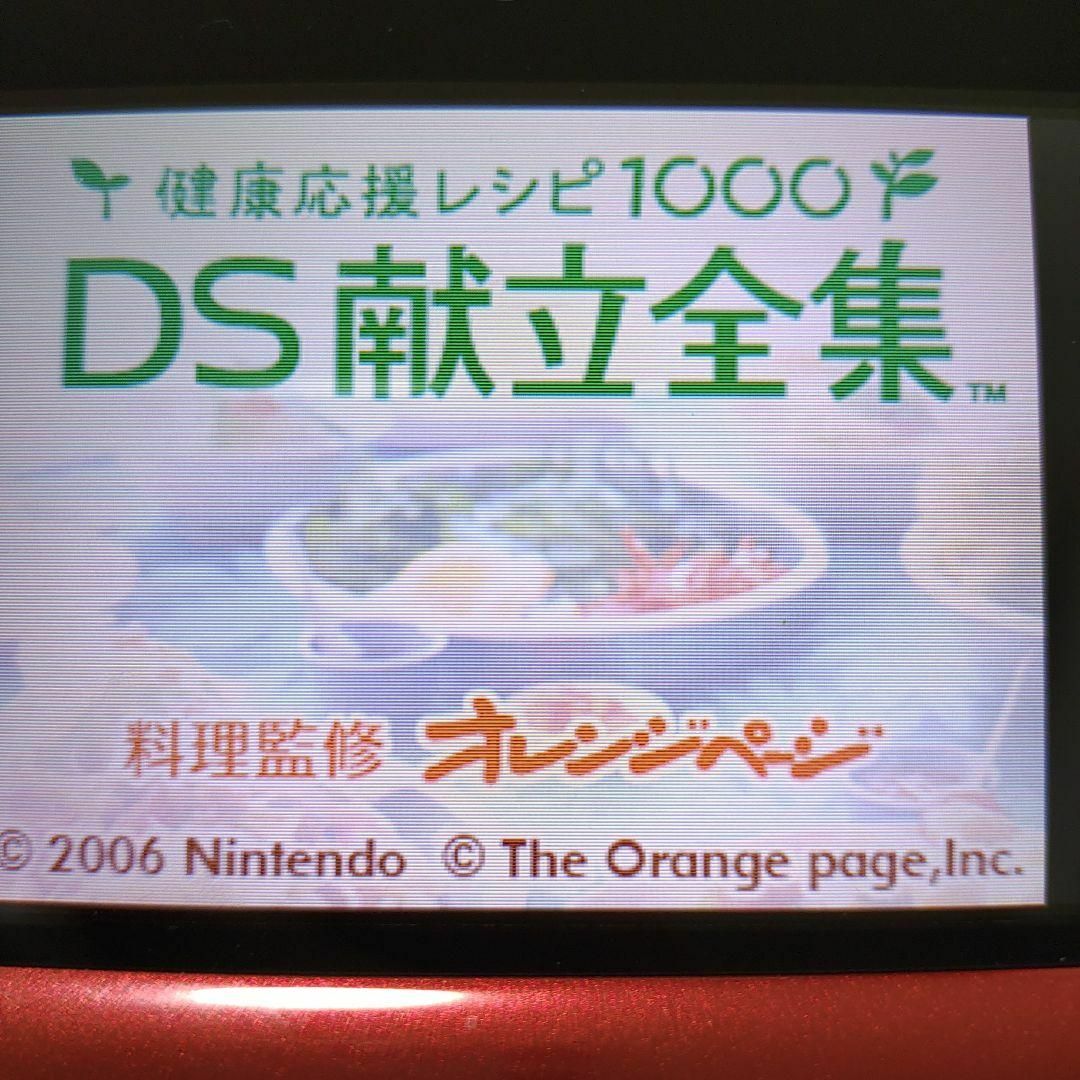 健康応援レシピ1000
DS献立全集™
料理監修 オレンジページ
© 2006 Nintendo © The Orange page,Inc.